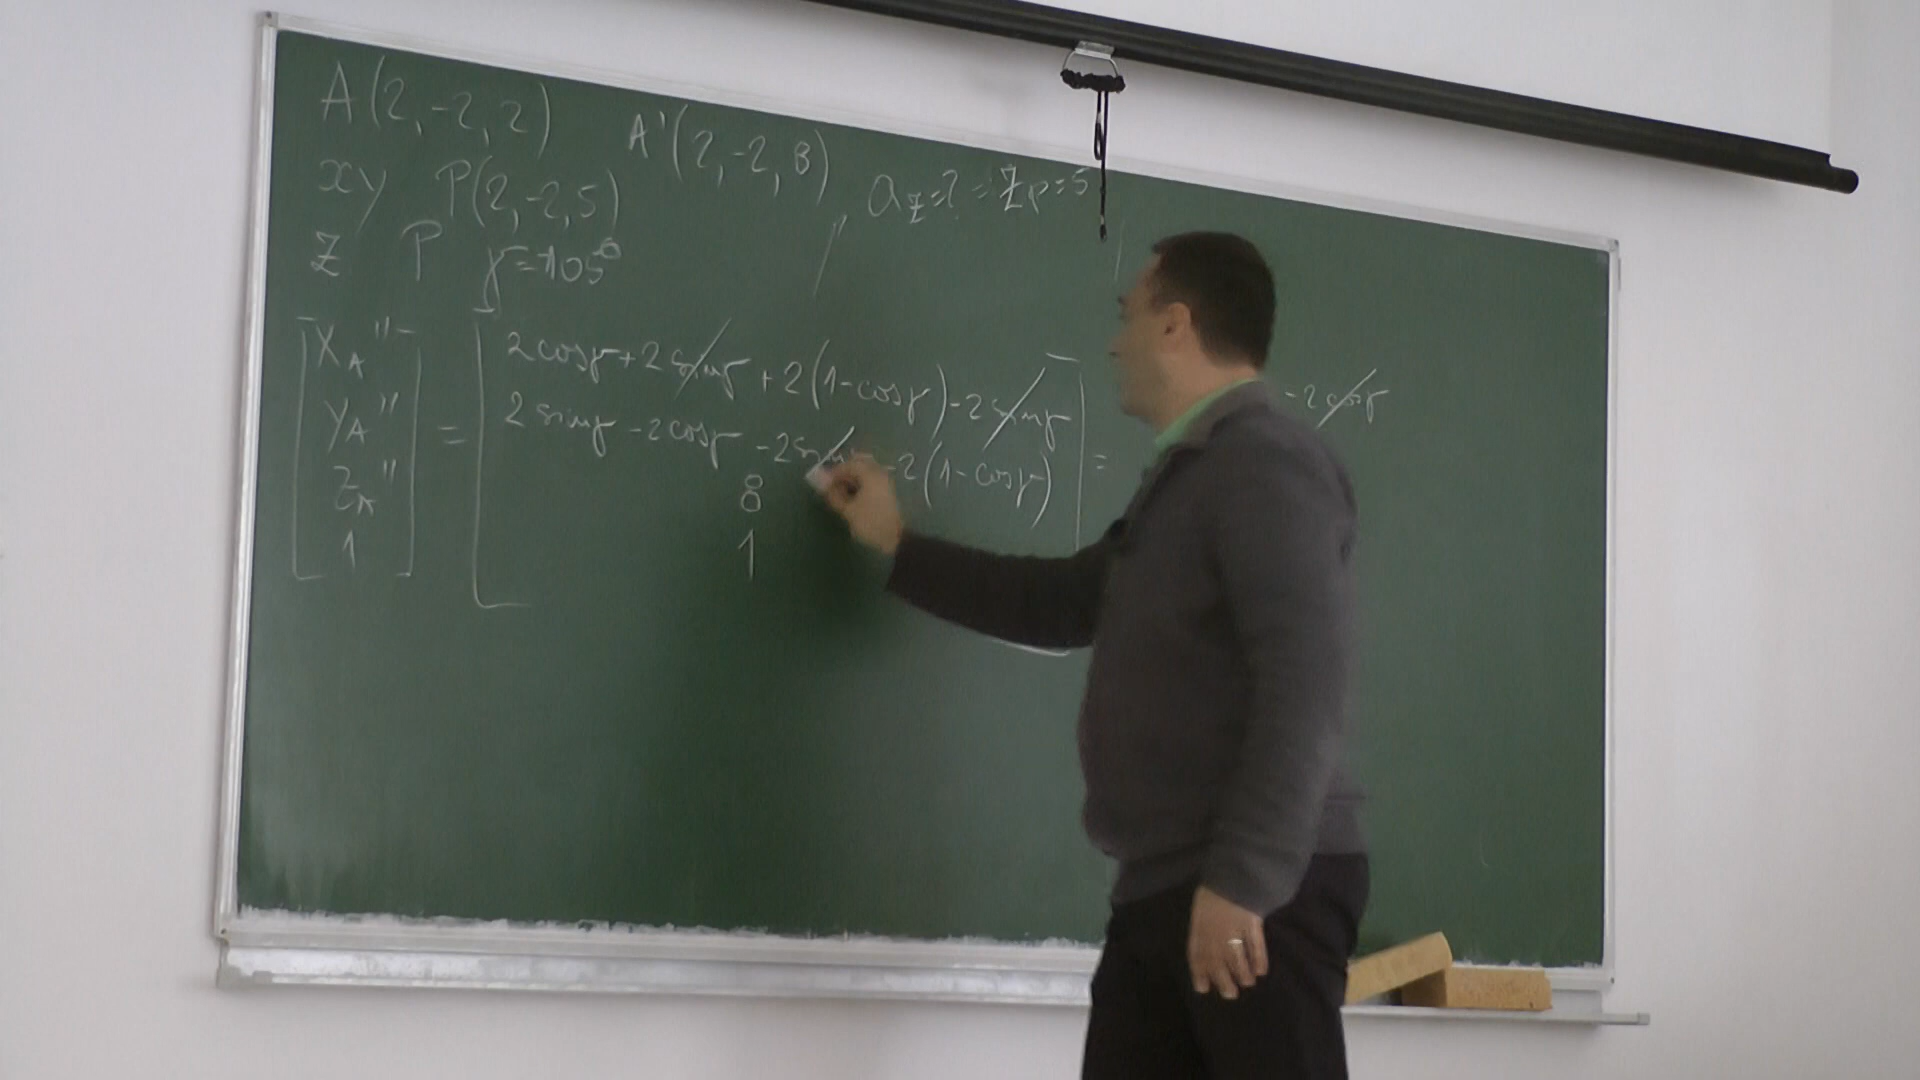 A(2,-2,2) A'(2,-2,8) a_z=?=z_P=5
xy P(2,-2,5)
z P γ=105°
[x_A'' y_A'' z_A'' 1] =
2cosγ+2sinγ+2(1-cosγ)-2sinγ
2sinγ-2cosγ-2sinγ-2(1-cosγ) =
8
1
-2cosγ